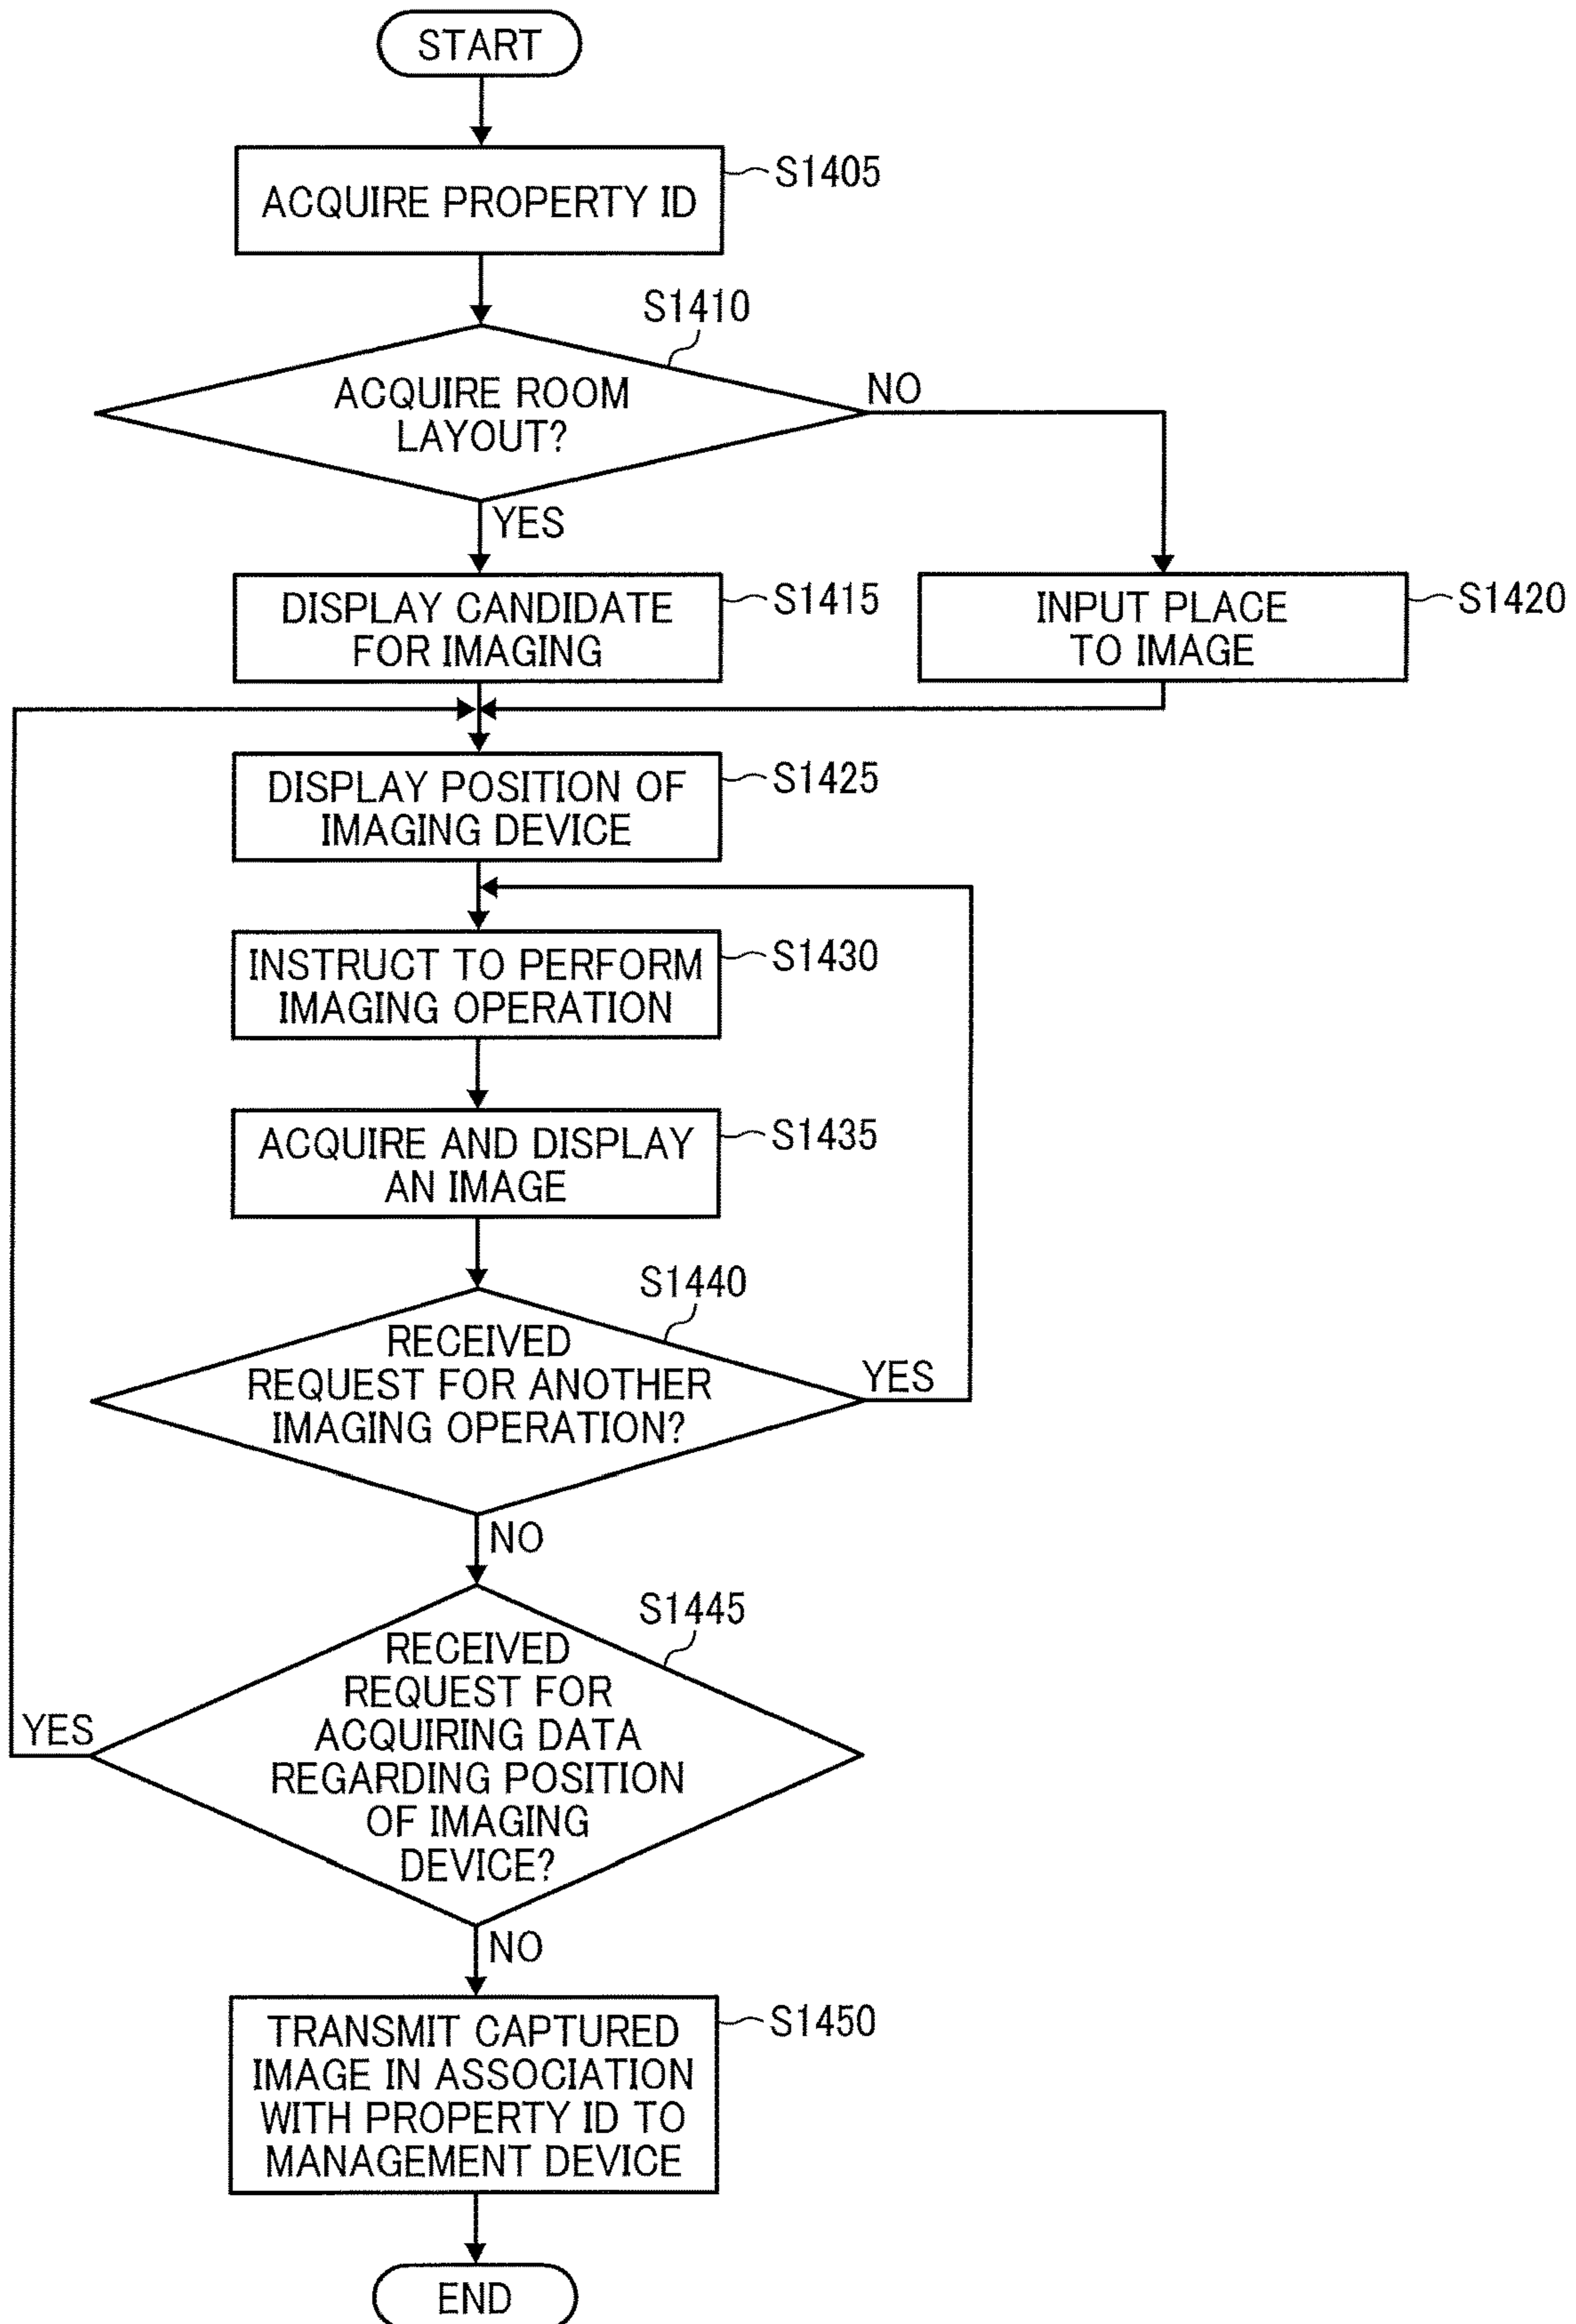 START
ACQUIRE PROPERTY ID
S1405
S1410
ACQUIRE ROOM
LAYOUT?
NO
YES
DISPLAY CANDIDATE
FOR IMAGING
S1415
INPUT PLACE
TO IMAGE
S1420
DISPLAY POSITION OF
IMAGING DEVICE
S1425
INSTRUCT TO PERFORM
IMAGING OPERATION
S1430
ACQUIRE AND DISPLAY
AN IMAGE
S1435
S1440
RECEIVED
REQUEST FOR ANOTHER
IMAGING OPERATION?
YES
NO
S1445
RECEIVED
REQUEST FOR
ACQUIRING DATA
REGARDING POSITION
OF IMAGING
DEVICE?
YES
NO
TRANSMIT CAPTURED
IMAGE IN ASSOCIATION
WITH PROPERTY ID TO
MANAGEMENT DEVICE
S1450
END